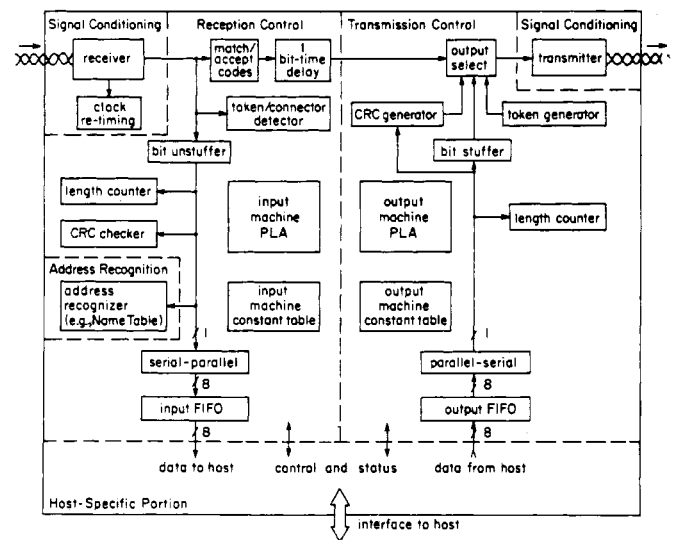 Signal Conditioning
Reception Control
Transmission Control
Signal Conditioning
receiver
match/
accept
codes
1
bit-time
delay
output
select
transmitter
clock
re-timing
token/connector
detector
CRC generator
token generator
bit unstuffer
bit stuffer
length counter
input
machine
PLA
output
machine
PLA
length counter
CRC checker
Address Recognition
address
recognizer
(e.g.,NameTable)
input
machine
constant table
output
machine
constant table
1
1
serial-parallel
parallel-serial
8
8
input FIFO
output FIFO
8
8
data to host
control and status
data from host
Host-Specific Portion
interface to host